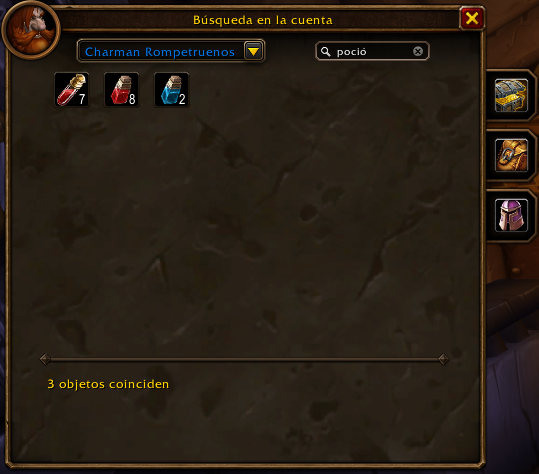 Búsqueda en la cuenta
Charman Rompetruenos
poció
7 8 2
3 objetos coinciden